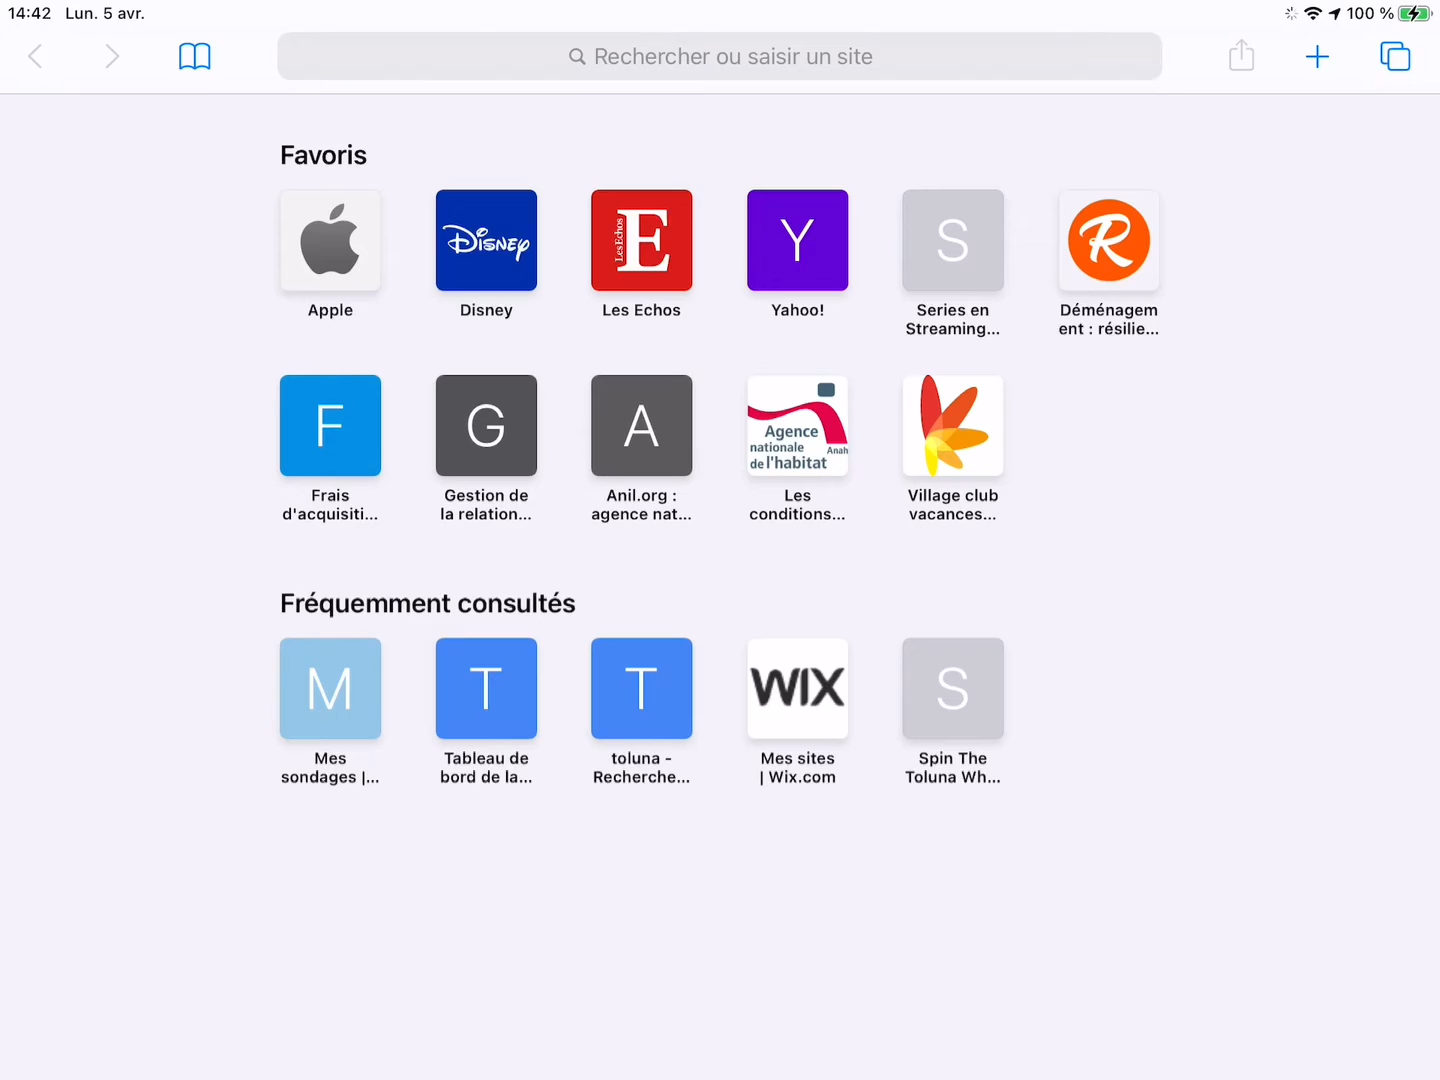 14:42 Lun. 5 avr.
100 %
Rechercher ou saisir un site
Favoris
Disney
Les Echos
E
Y
S
R
Apple
Disney
Les Echos
Yahoo!
Series en
Streaming...
Déménagem
ent : résilie...
F
G
A
Agence
nationale
Anah
de l'habitat
Frais
d'acquisiti...
Gestion de
la relation...
Anil.org :
agence nat...
Les
conditions...
Village club
vacances...
Fréquemment consultés
M
T
T
WIX
S
Mes
sondages |...
Tableau de
bord de la...
toluna -
Recherche...
Mes sites
| Wix.com
Spin The
Toluna Wh...